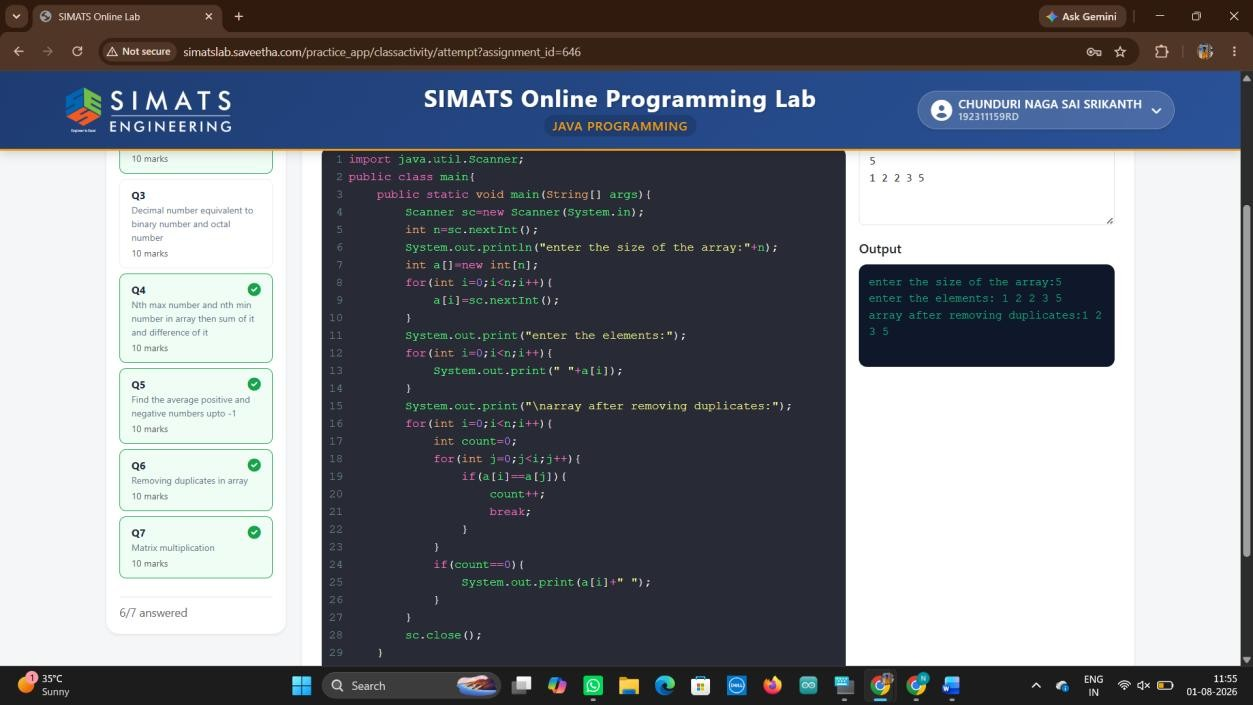 SIMATS Online Lab
Ask Gemini
Not secure
simatslab.saveetha.com/practice_app/classactivity/attempt?assignment_id=646
SIMATS
ENGINEERING
Engineer to Excel
SIMATS Online Programming Lab
JAVA PROGRAMMING
CHUNDURI NAGA SAI SRIKANTH
192311159RD
10 marks
Q3
Decimal number equivalent to
binary number and octal
number
10 marks
Q4
Nth max number and nth min
number in array then sum of it
and difference of it
10 marks
Q5
Find the average positive and
negative numbers upto -1
10 marks
Q6
Removing duplicates in array
10 marks
Q7
Matrix multiplication
10 marks
6/7 answered
1 import java.util.Scanner;
2 public class main{
3     public static void main(String[] args){
4         Scanner sc=new Scanner(System.in);
5         int n=sc.nextInt();
6         System.out.println("enter the size of the array:"+n);
7         int a[]=new int[n];
8         for(int i=0;i<n;i++){
9             a[i]=sc.nextInt();
10         }
11         System.out.print("enter the elements:");
12         for(int i=0;i<n;i++){
13             System.out.print(" "+a[i]);
14         }
15         System.out.print("\narray after removing duplicates:");
16         for(int i=0;i<n;i++){
17             int count=0;
18             for(int j=0;j<i;j++){
19                 if(a[i]==a[j]){
20                     count++;
21                     break;
22                 }
23             }
24             if(count==0){
25                 System.out.print(a[i]+" ");
26             }
27         }
28         sc.close();
29     }
5
1 2 2 3 5
Output
enter the size of the array:5
enter the elements: 1 2 2 3 5
array after removing duplicates:1 2
3 5
1
35°C
Sunny
Search
DELL
N
W
ENG
IN
11:55
01-08-2026